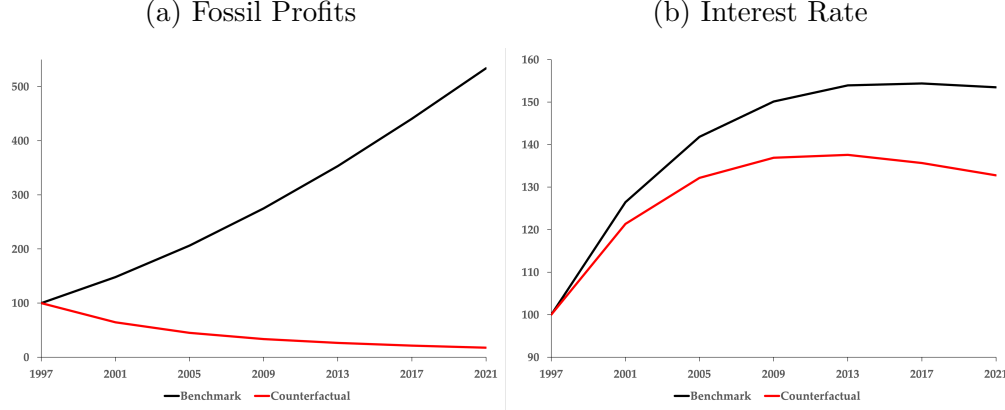 (a) Fossil Profits
500
400
300
200
100
0
1997 2001 2005 2009 2013 2017 2021
Benchmark Counterfactual
(b) Interest Rate
160
150
140
130
120
110
100
90
1997 2001 2005 2009 2013 2017 2021
Benchmark Counterfactual